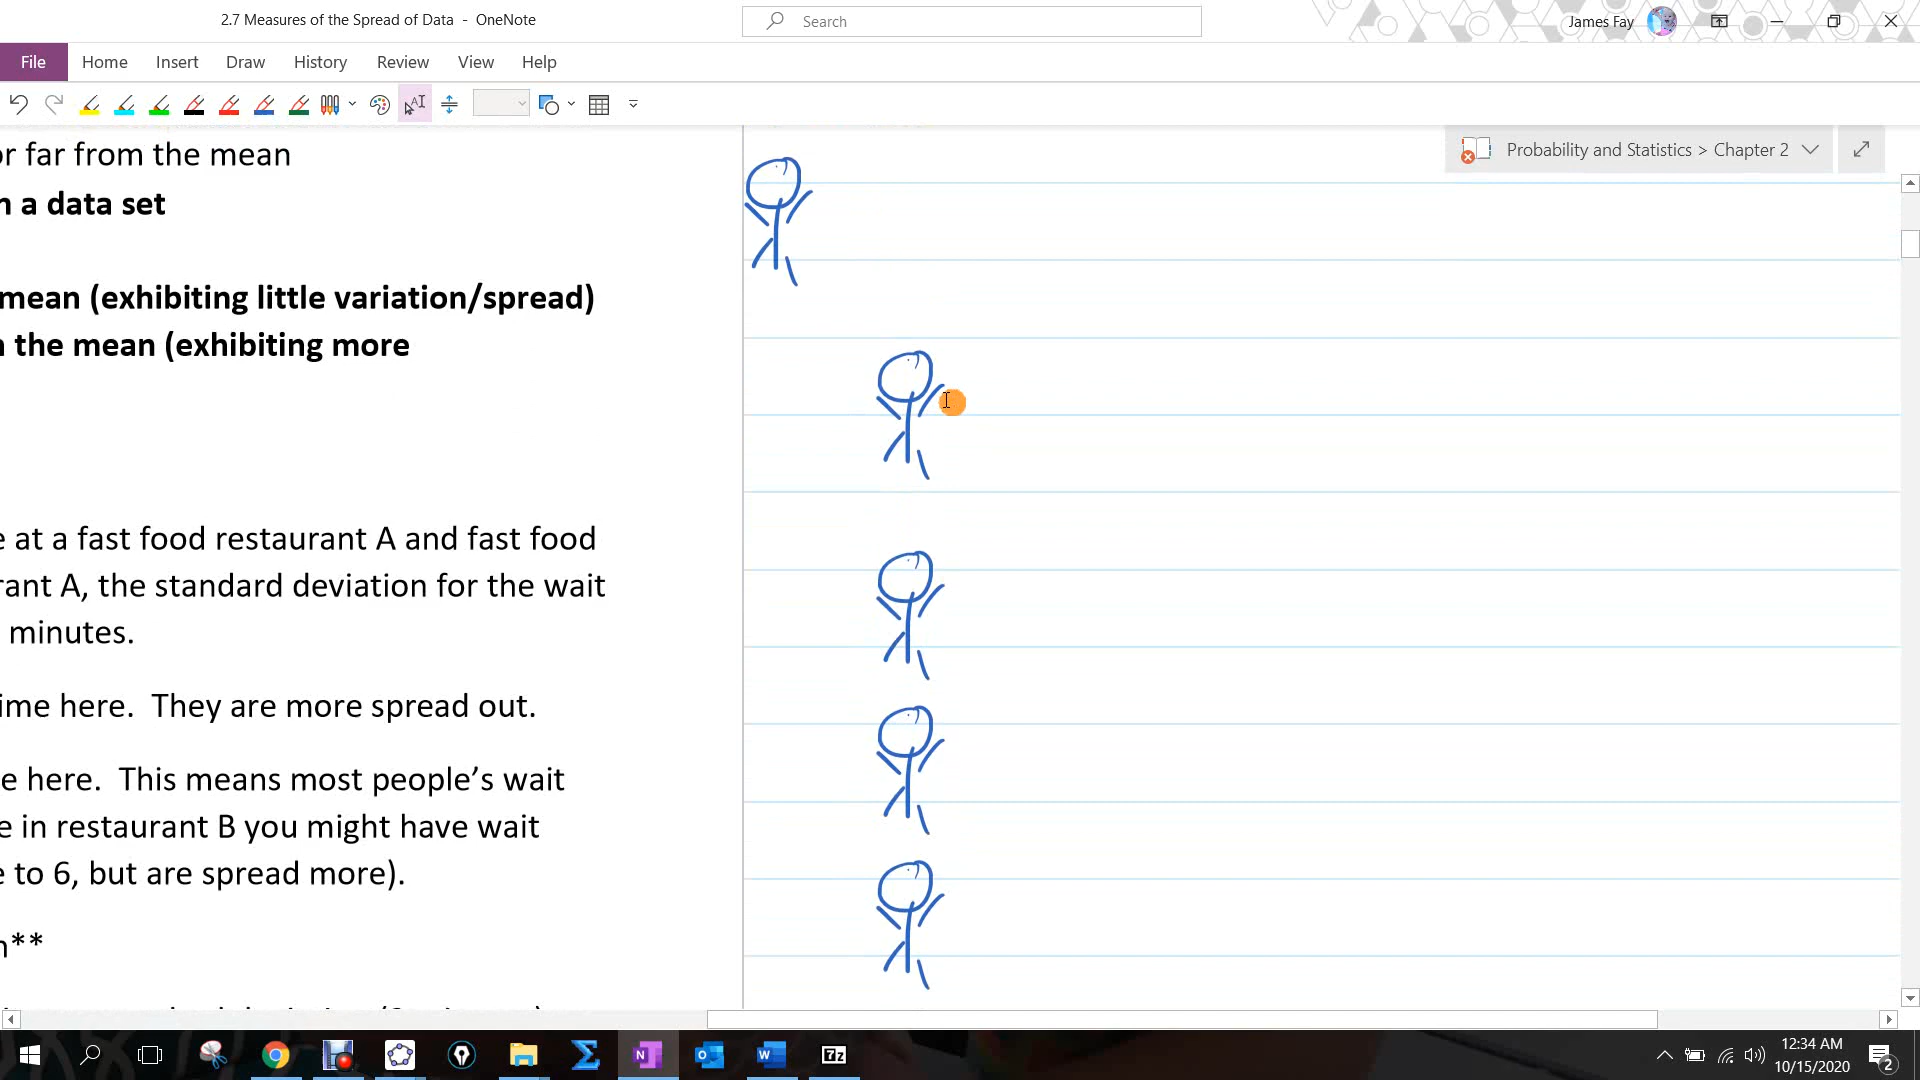 2.7 Measures of the Spread of Data - OneNote
Search
James Fay
File Home Insert Draw History Review View Help
Probability and Statistics > Chapter 2
or far from the mean
n a data set
mean (exhibiting little variation/spread)
n the mean (exhibiting more
e at a fast food restaurant A and fast food
rant A, the standard deviation for the wait
minutes.
ime here. They are more spread out.
e here. This means most people's wait
e in restaurant B you might have wait
e to 6, but are spread more).
n**
12:34 AM
10/15/2020
2